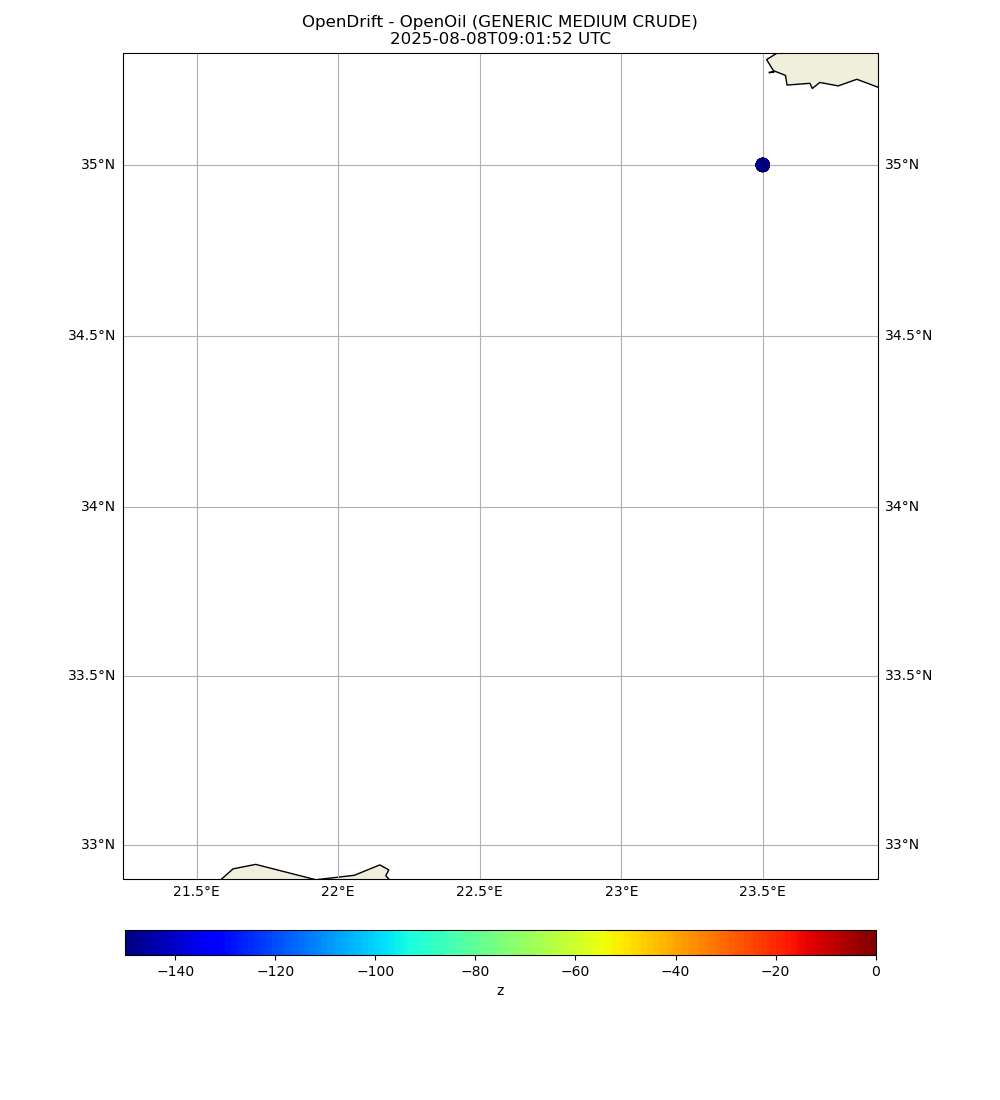 OpenDrift - OpenOil (GENERIC MEDIUM CRUDE)
2025-08-08T09:01:52 UTC
35°N 35°N
34.5°N 34.5°N
34°N 34°N
33.5°N 33.5°N
33°N 33°N
21.5°E 22°E 22.5°E 23°E 23.5°E
−140 −120 −100 −80 −60 −40 −20 0
z